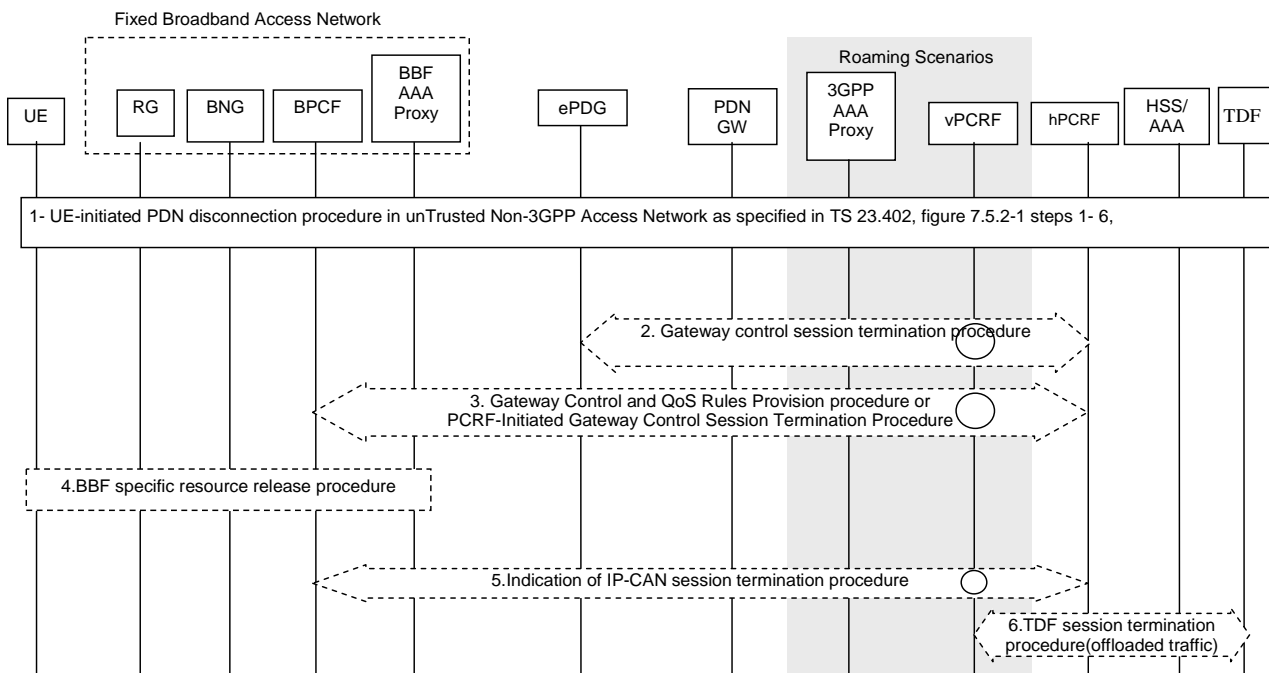 Fixed Broadband Access Network
Roaming Scenarios
UE
RG
BNG
BPCF
BBF
AAA
Proxy
ePDG
PDN
GW
3GPP
AAA
Proxy
vPCRF
hPCRF
HSS/
AAA
TDF
1- UE-initiated PDN disconnection procedure in unTrusted Non-3GPP Access Network as specified in TS 23.402, figure 7.5.2-1 steps 1- 6,
2. Gateway control session termination procedure
3. Gateway Control and QoS Rules Provision procedure or
PCRF-Initiated Gateway Control Session Termination Procedure
4.BBF specific resource release procedure
5.Indication of IP-CAN session termination procedure
6.TDF session termination
procedure(offloaded traffic)